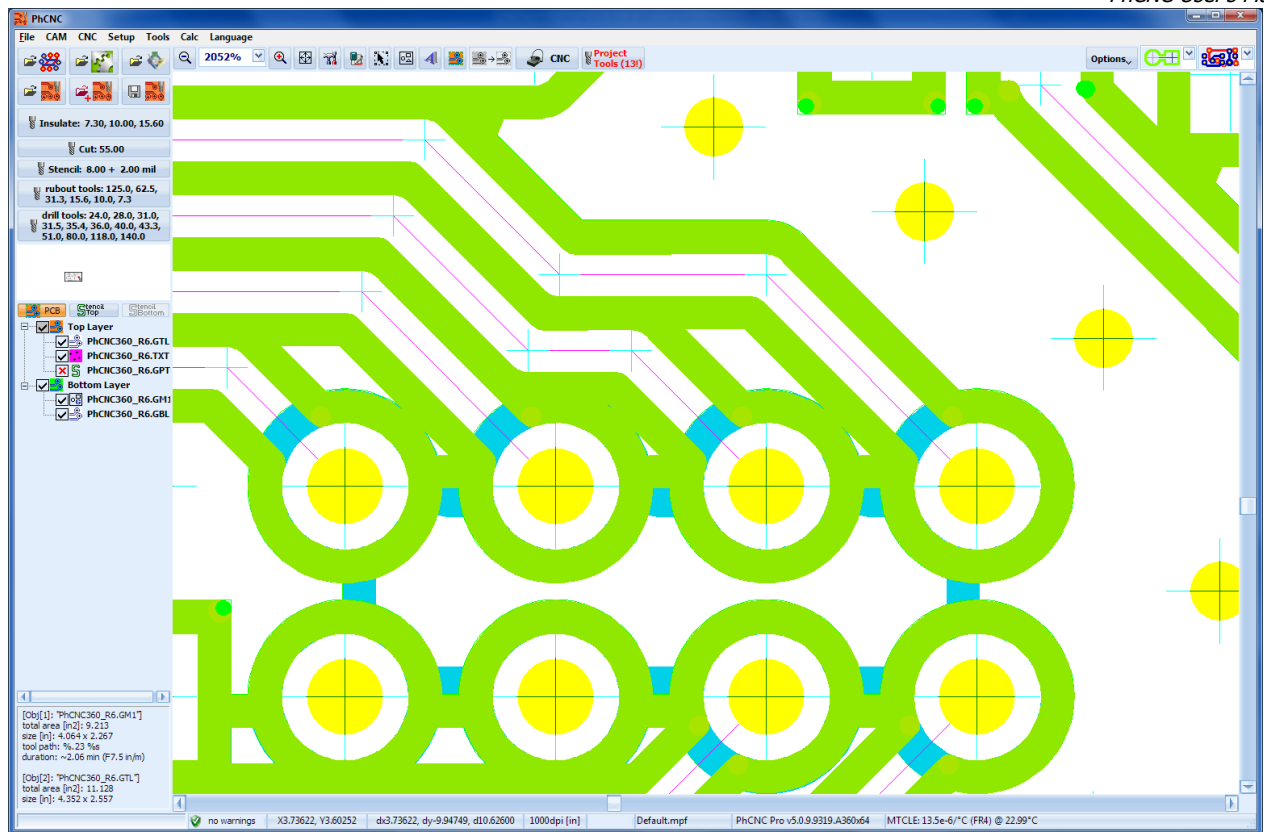 PhCNC
File CAM CNC Setup Tools Calc Language
2052%
CNC
Project
Tools (13!)
Options
Insulate: 7.30, 10.00, 15.60
Cut: 55.00
Stencil: 8.00 + 2.00 mil
rubout tools: 125.0, 62.5,
31.3, 15.6, 10.0, 7.3
drill tools: 24.0, 28.0, 31.0,
31.5, 35.4, 36.0, 40.0, 43.3,
51.0, 80.0, 118.0, 140.0
PCB Stencil Top Stencil Bottom
Top Layer
PhCNC360_R6.GTL
PhCNC360_R6.TXT
PhCNC360_R6.GPT
Bottom Layer
PhCNC360_R6.GM1
PhCNC360_R6.GBL
[Obj[1]: "PhCNC360_R6.GM1"]
total area [in2]: 9.213
size [in]: 4.064 x 2.267
tool path: %.23 %s
duration: ~2.06 min (F7.5 in/m)
[Obj[2]: "PhCNC360_R6.GTL"]
total area [in2]: 11.128
size [in]: 4.352 x 2.557
no warnings X3.73622, Y3.60252 dx3.73622, dy-9.94749, d10.62600 1000dpi [in] Default.mpf PhCNC Pro v5.0.9.9319.A360x64 MTCLE: 13.5e-6/°C (FR4) @ 22.99°C